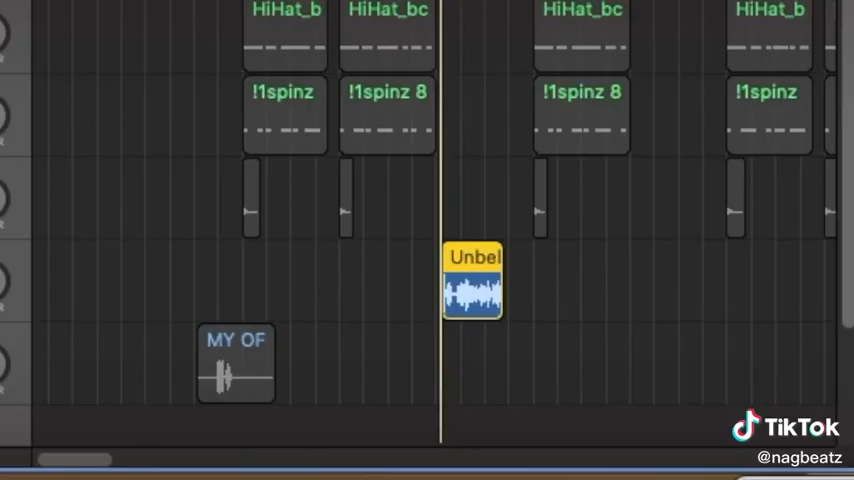 HiHat_b HiHat_bc HiHat_bc HiHat_b
!1spinz !1spinz 8 !1spinz 8 !1spinz
Unbel
MY OF
TikTok
@nagbeatz